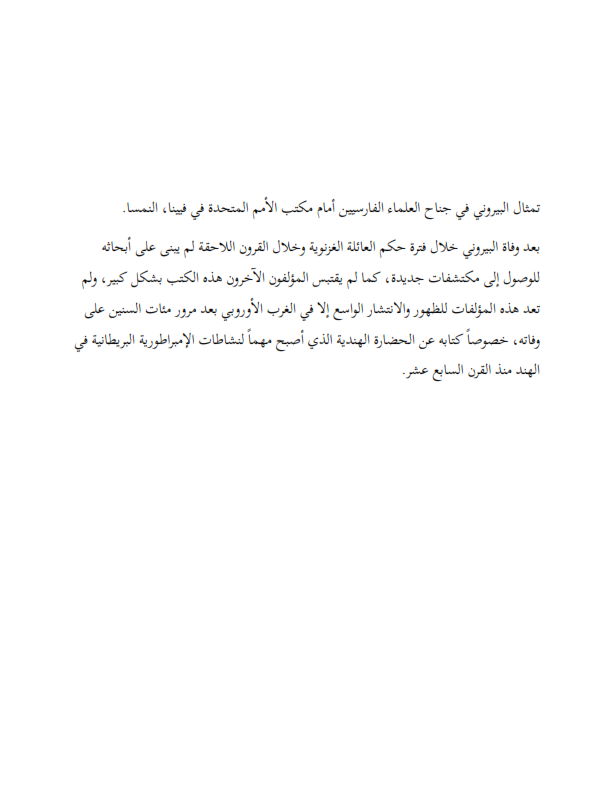 تمثال البيروني في جناح العلماء الفارسيين أمام مكتب الأمم المتحدة في فيينا، النمسا.
بعد وفاة البيروني خلال فترة حكم العائلة الغزنوية وخلال القرون اللاحقة لم يبنى على أبحاثه
للوصول إلى مكتشفات جديدة، كما لم يقتبس المؤلفون الآخرون هذه الكتب بشكل كبير، ولم
تعد هذه المؤلفات للظهور والانتشار الواسع إلا في الغرب الأوروبي بعد مرور مئات السنين على
وفاته، خصوصاً كتابه عن الحضارة الهندية الذي أصبح مهماً لنشاطات الإمبراطورية البريطانية في
الهند منذ القرن السابع عشر.